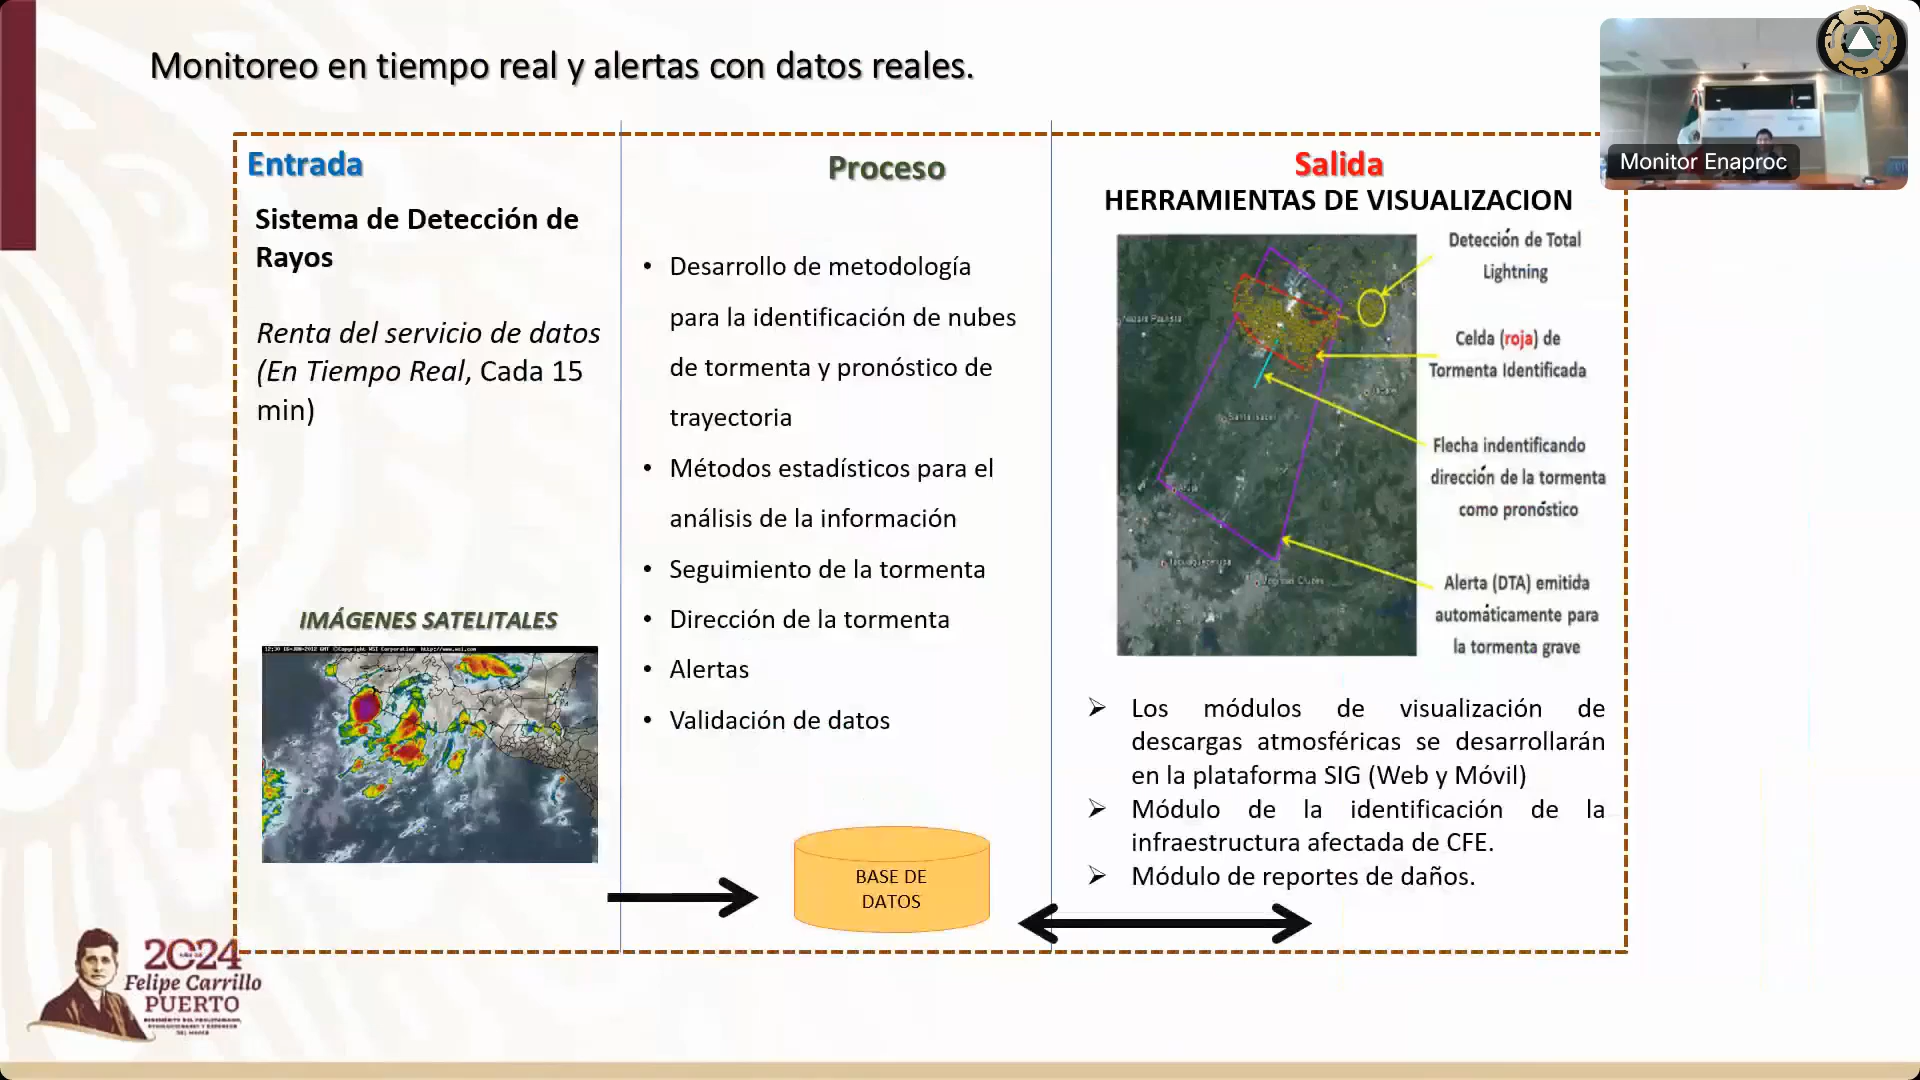 Monitoreo en tiempo real y alertas con datos reales.
Monitor Enaproc
Entrada
Sistema de Detección de
Rayos
Renta del servicio de datos
(En Tiempo Real, Cada 15
min)
IMÁGENES SATELITALES
Proceso
• Desarrollo de metodología
para la identificación de nubes
de tormenta y pronóstico de
trayectoria
• Métodos estadísticos para el
análisis de la información
• Seguimiento de la tormenta
• Dirección de la tormenta
• Alertas
• Validación de datos
BASE DE
DATOS
Salida
HERRAMIENTAS DE VISUALIZACION
Detección de Total
Lightning
Celda (roja) de
Tormenta Identificada
Flecha indentificando
dirección de la tormenta
como pronóstico
Alerta (DTA) emitida
automáticamente para
la tormenta grave
➢ Los módulos de visualización de
descargas atmosféricas se desarrollarán
en la plataforma SIG (Web y Móvil)
➢ Módulo de la identificación de la
infraestructura afectada de CFE.
➢ Módulo de reportes de daños.
2024
Felipe Carrillo
PUERTO